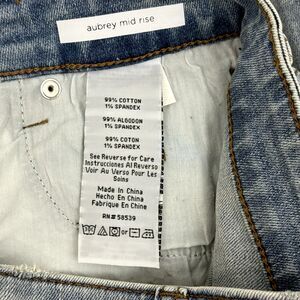 aubrey mid rise
99% COTTON
1% SPANDEX
99% ALGODON
1% SPANDEX
99% COTON
1% SPANDEX
See Reverse for Care
Instrucciones Al Reverso
Voir Au Verso Pour Les
Soins
Made In China
Hecho En China
Fabrique En Chine
RN# 58539
or